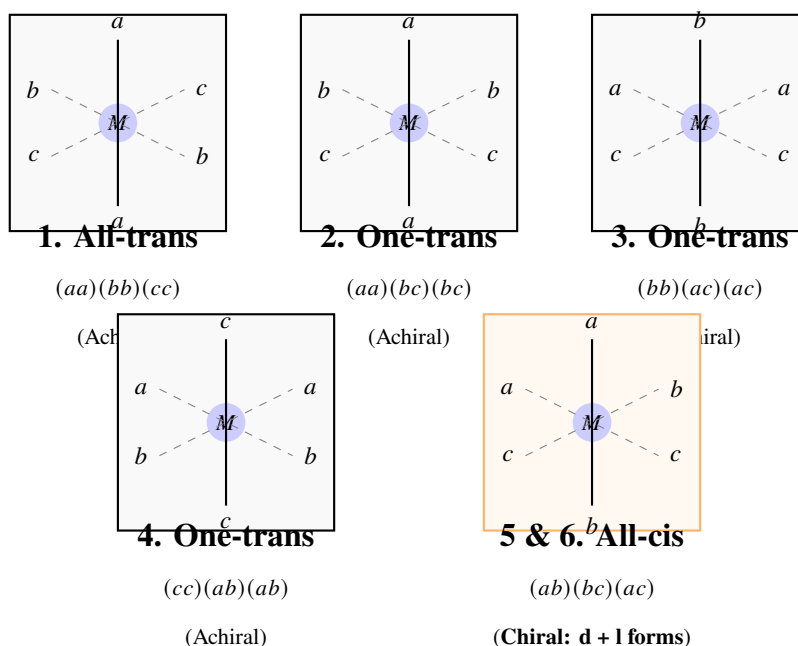 a
b c
M
c b
a
1. All-trans
(aa)(bb)(cc)
(Ach
a
b b
M
c c
a
2. One-trans
(aa)(bc)(bc)
(Achiral)
b
a a
M
c c
b
3. One-trans
(bb)(ac)(ac)
iral)
c
a a
M
b b
c
4. One-trans
(cc)(ab)(ab)
(Achiral)
a
a b
M
c c
b
5 & 6. All-cis
(ab)(bc)(ac)
(Chiral: d + l forms)